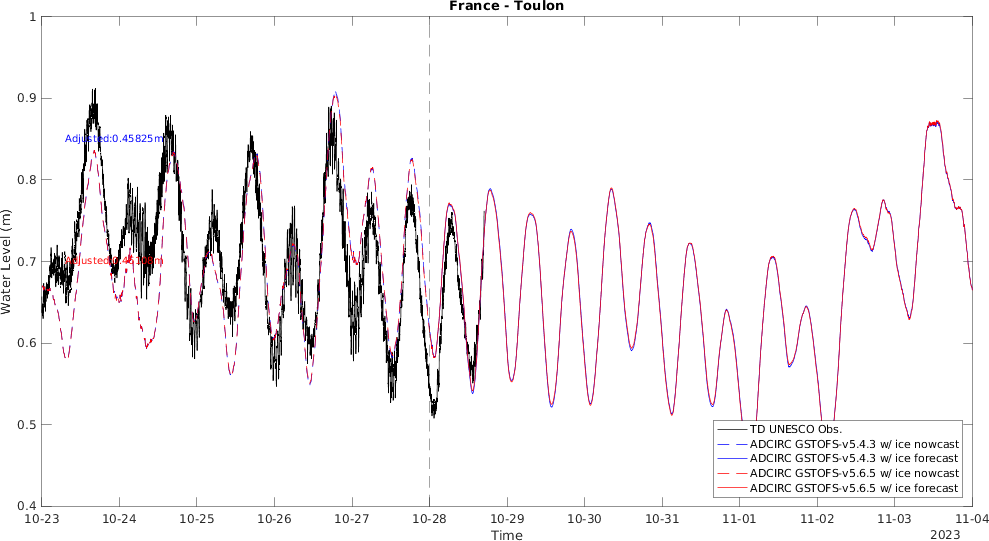 France - Toulon
Water Level (m)
1
0.9
0.8
0.7
0.6
0.5
0.4
Adjusted:0.45825m
10-23
10-24
10-25
10-26
10-27
10-28
10-29
10-30
10-31
11-01
11-02
11-03
11-04
Time
2023
TD UNESCO Obs.
ADCIRC GSTOFS-v5.4.3 w/ ice nowcast
ADCIRC GSTOFS-v5.4.3 w/ ice forecast
ADCIRC GSTOFS-v5.6.5 w/ ice nowcast
ADCIRC GSTOFS-v5.6.5 w/ ice forecast